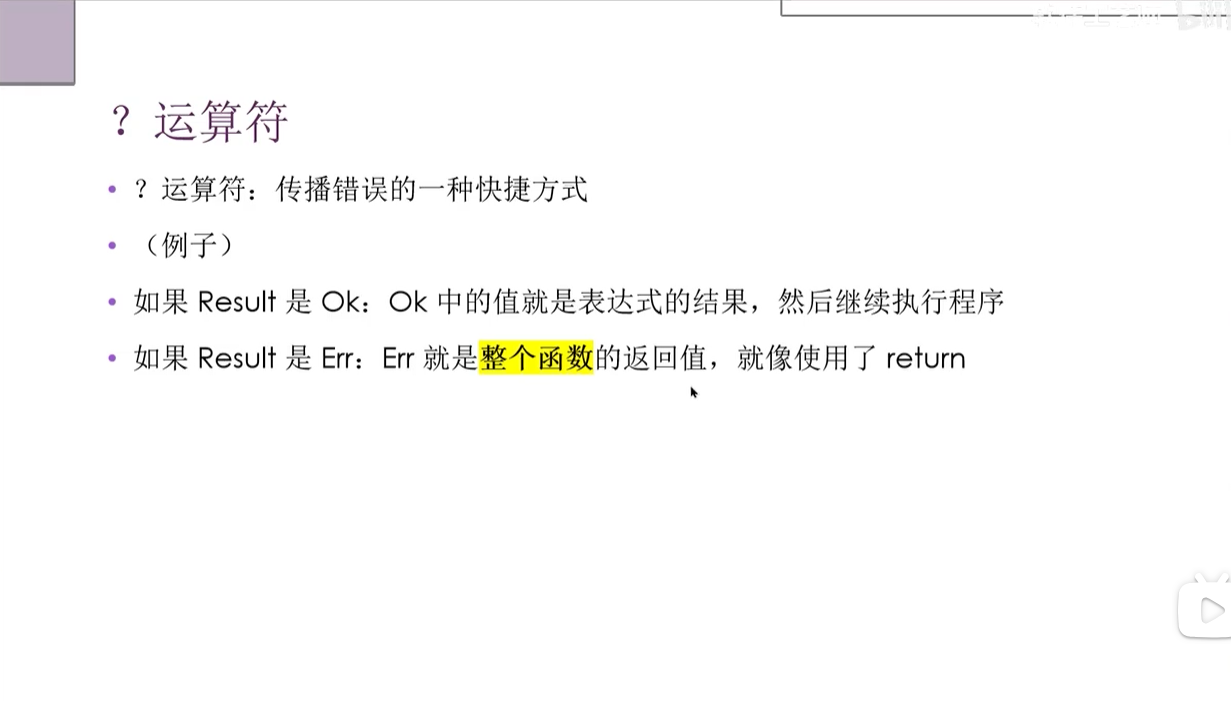 ？运算符
• ？运算符：传播错误的一种快捷方式
• （例子）
• 如果 Result 是 Ok：Ok 中的值就是表达式的结果，然后继续执行程序
• 如果 Result 是 Err：Err 就是整个函数的返回值，就像使用了 return